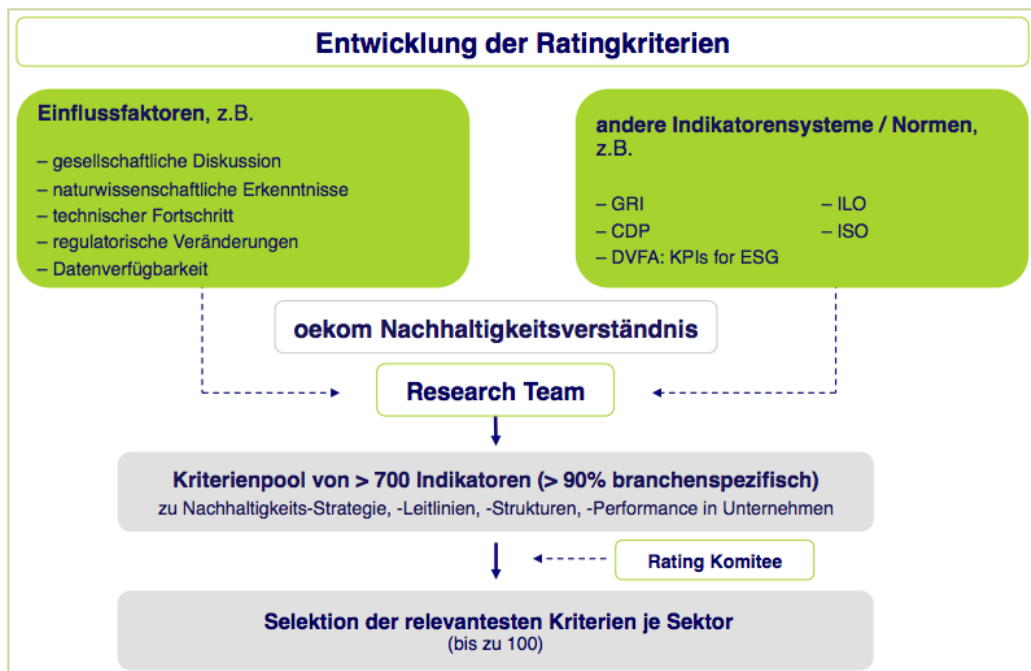 Entwicklung der Ratingkriterien
Einflussfaktoren, z.B.
– gesellschaftliche Diskussion
– naturwissenschaftliche Erkenntnisse
– technischer Fortschritt
– regulatorische Veränderungen
– Datenverfügbarkeit
andere Indikatorensysteme / Normen,
z.B.
– GRI
– ILO
– CDP
– ISO
– DVFA: KPIs for ESG
oekom Nachhaltigkeitsverständnis
Research Team
Kriterienpool von > 700 Indikatoren (> 90% branchenspezifisch)
zu Nachhaltigkeits-Strategie, -Leitlinien, -Strukturen, -Performance in Unternehmen
Rating Komitee
Selektion der relevantesten Kriterien je Sektor
(bis zu 100)